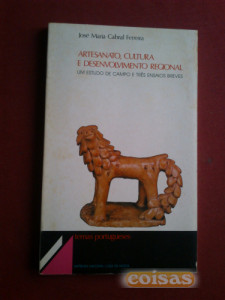 José Maria Cabral Ferreira
ARTESANATO, CULTURA
E DESENVOLVIMENTO REGIONAL
UM ESTUDO DE CAMPO E TRÊS ENSAIOS BREVES
temas portugueses
coisas